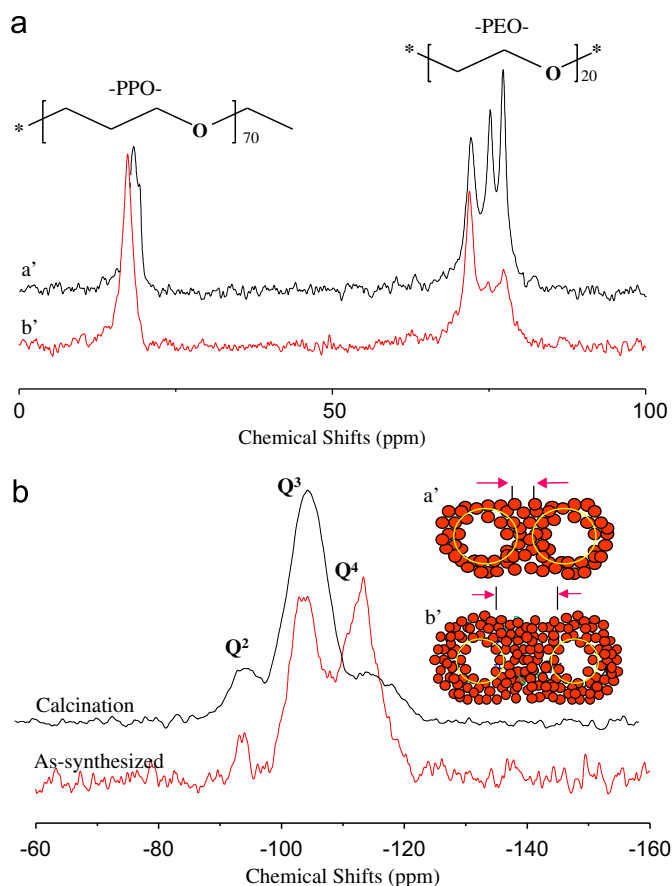 a
-PPO-
-PEO-
* [ O ]70
* [ O ]20 *
a’
b’
0 50 100
Chemical Shifts (ppm)
b
Q3
Q4
Q2
a’
b’
Calcination
As-synthesized
-60 -80 -100 -120 -140 -160
Chemical Shifts (ppm)